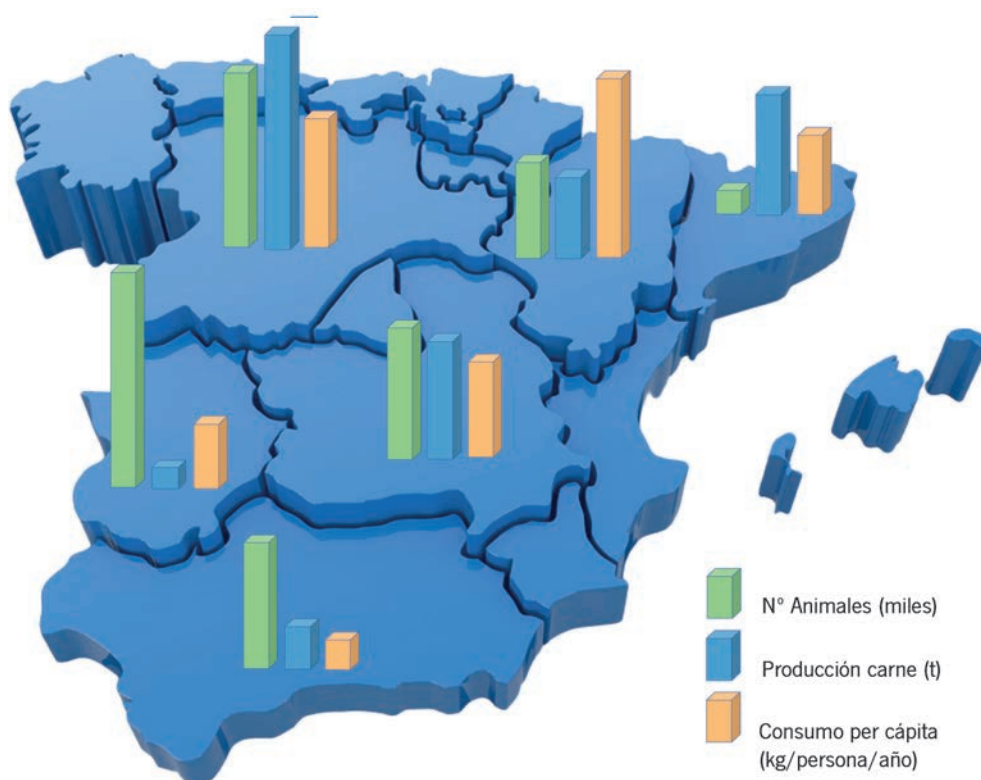 Nº Animales (miles)
Producción carne (t)
Consumo per cápita
(kg/persona/año)